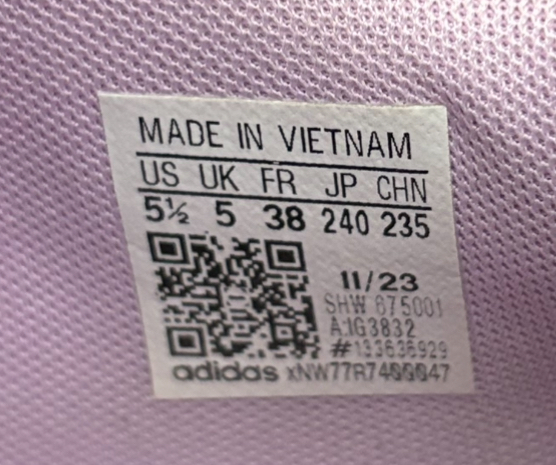 MADE IN VIETNAM
US UK FR JP CHN
5½ 5 38 240 235
11/23
SHW 675001
A:IG3832
#133636929
adidas